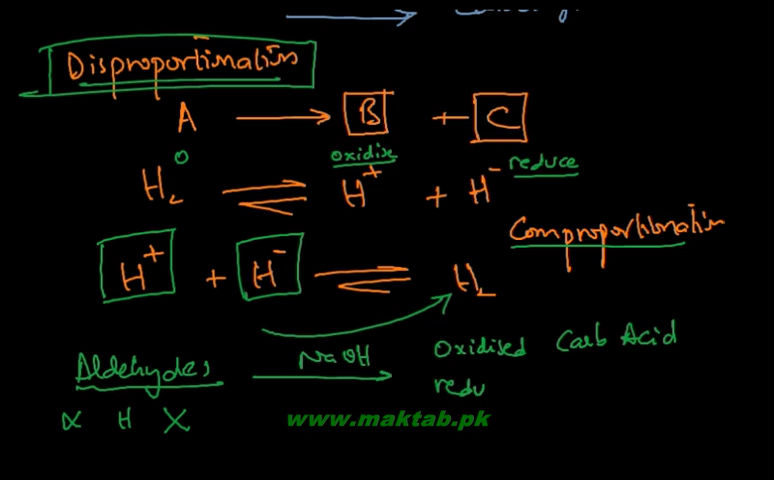 Disproportination
A → B + C
O oxidise reduce
H₂ ⇌ H⁺ + H⁻
Comproportionation
H⁺ + H⁻ ⇌ H₂
Aldehydes NaOH → Oxidised Carb Acid
redu
α H X
www.maktab.pk